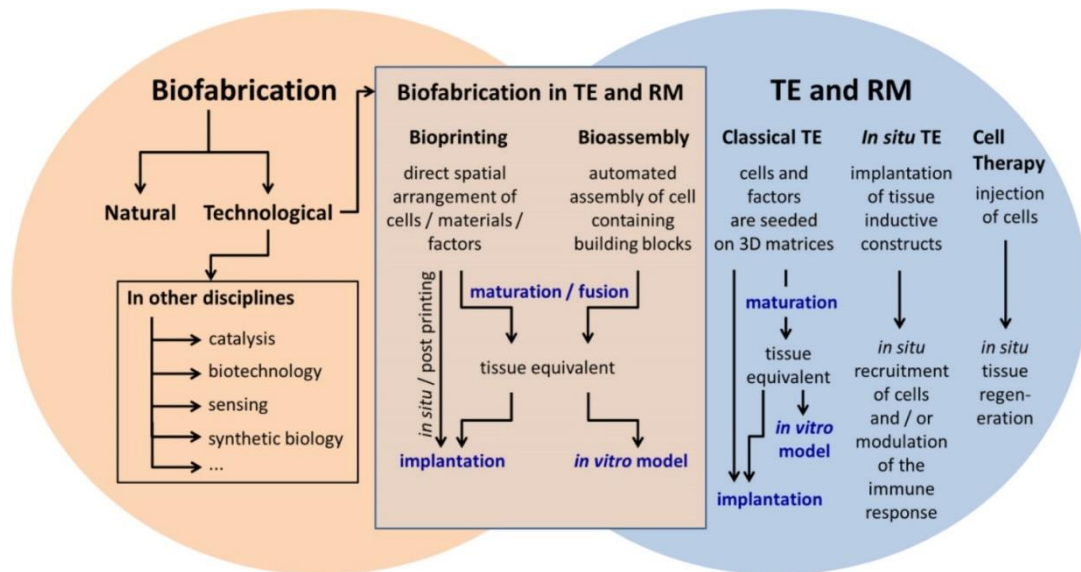 Biofabrication
Natural
Technological
In other disciplines
catalysis
biotechnology
sensing
synthetic biology
...
Biofabrication in TE and RM
Bioprinting
direct spatial
arrangement of
cells / materials /
factors
Bioassembly
automated
assembly of cell
containing
building blocks
in situ / post printing
maturation / fusion
tissue equivalent
implantation
in vitro model
TE and RM
Classical TE
cells and
factors
are seeded
on 3D matrices
maturation
tissue
equivalent
in vitro
model
implantation
In situ TE
implantation
of tissue
inductive
constructs
in situ
recruitment
of cells
and / or
modulation
of the
immune
response
Cell
Therapy
injection
of cells
in situ
tissue
regen-
eration